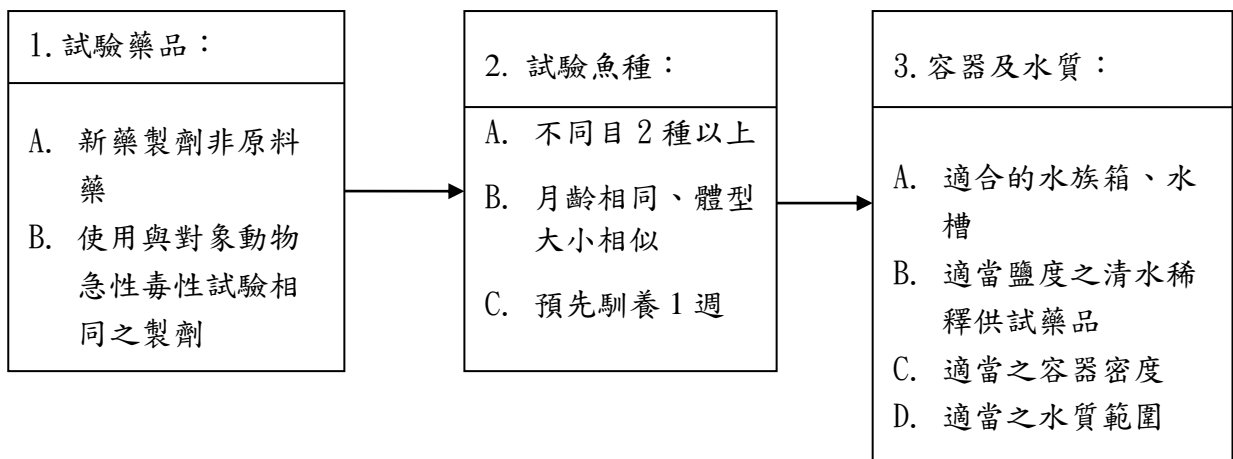 1.試驗藥品：
A. 新藥製劑非原料
藥
B. 使用與對象動物
急性毒性試驗相
同之製劑
2. 試驗魚種：
A. 不同目 2 種以上
B. 月齡相同、體型
大小相似
C. 預先馴養 1 週
3.容器及水質：
A. 適合的水族箱、水
槽
B. 適當鹽度之清水稀
釋供試藥品
C. 適當之容器密度
D. 適當之水質範圍